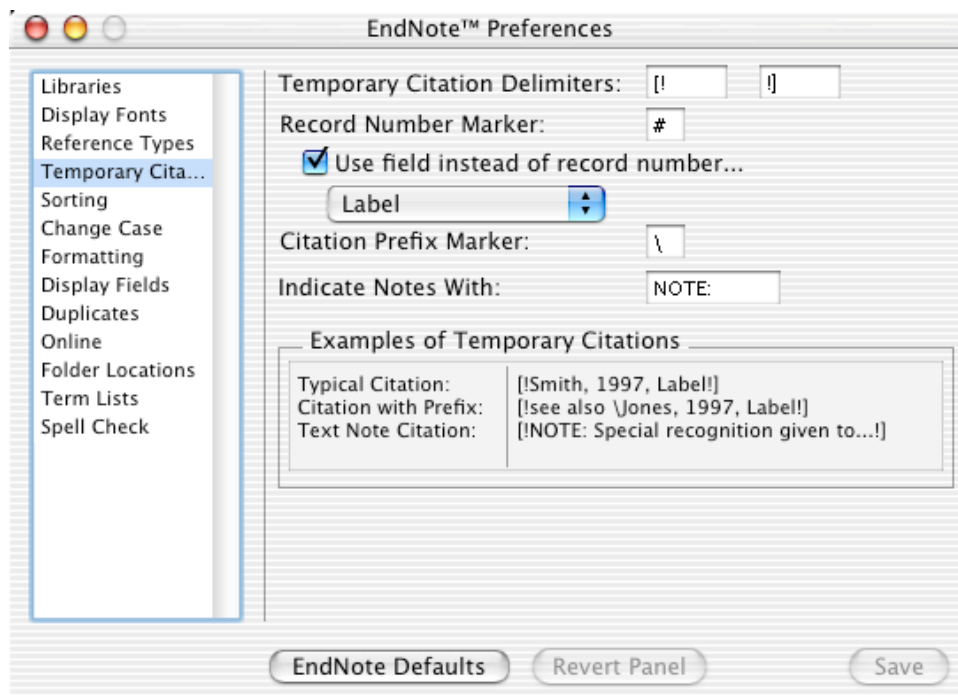 EndNote™ Preferences
Libraries
Display Fonts
Reference Types
Temporary Cita...
Sorting
Change Case
Formatting
Display Fields
Duplicates
Online
Folder Locations
Term Lists
Spell Check
Temporary Citation Delimiters: [! !]
Record Number Marker: #
Use field instead of record number...
Label
Citation Prefix Marker: \
Indicate Notes With: NOTE:
Examples of Temporary Citations
Typical Citation: [!Smith, 1997, Label!]
Citation with Prefix: [!see also \Jones, 1997, Label!]
Text Note Citation: [!NOTE: Special recognition given to...!]
EndNote Defaults Revert Panel Save